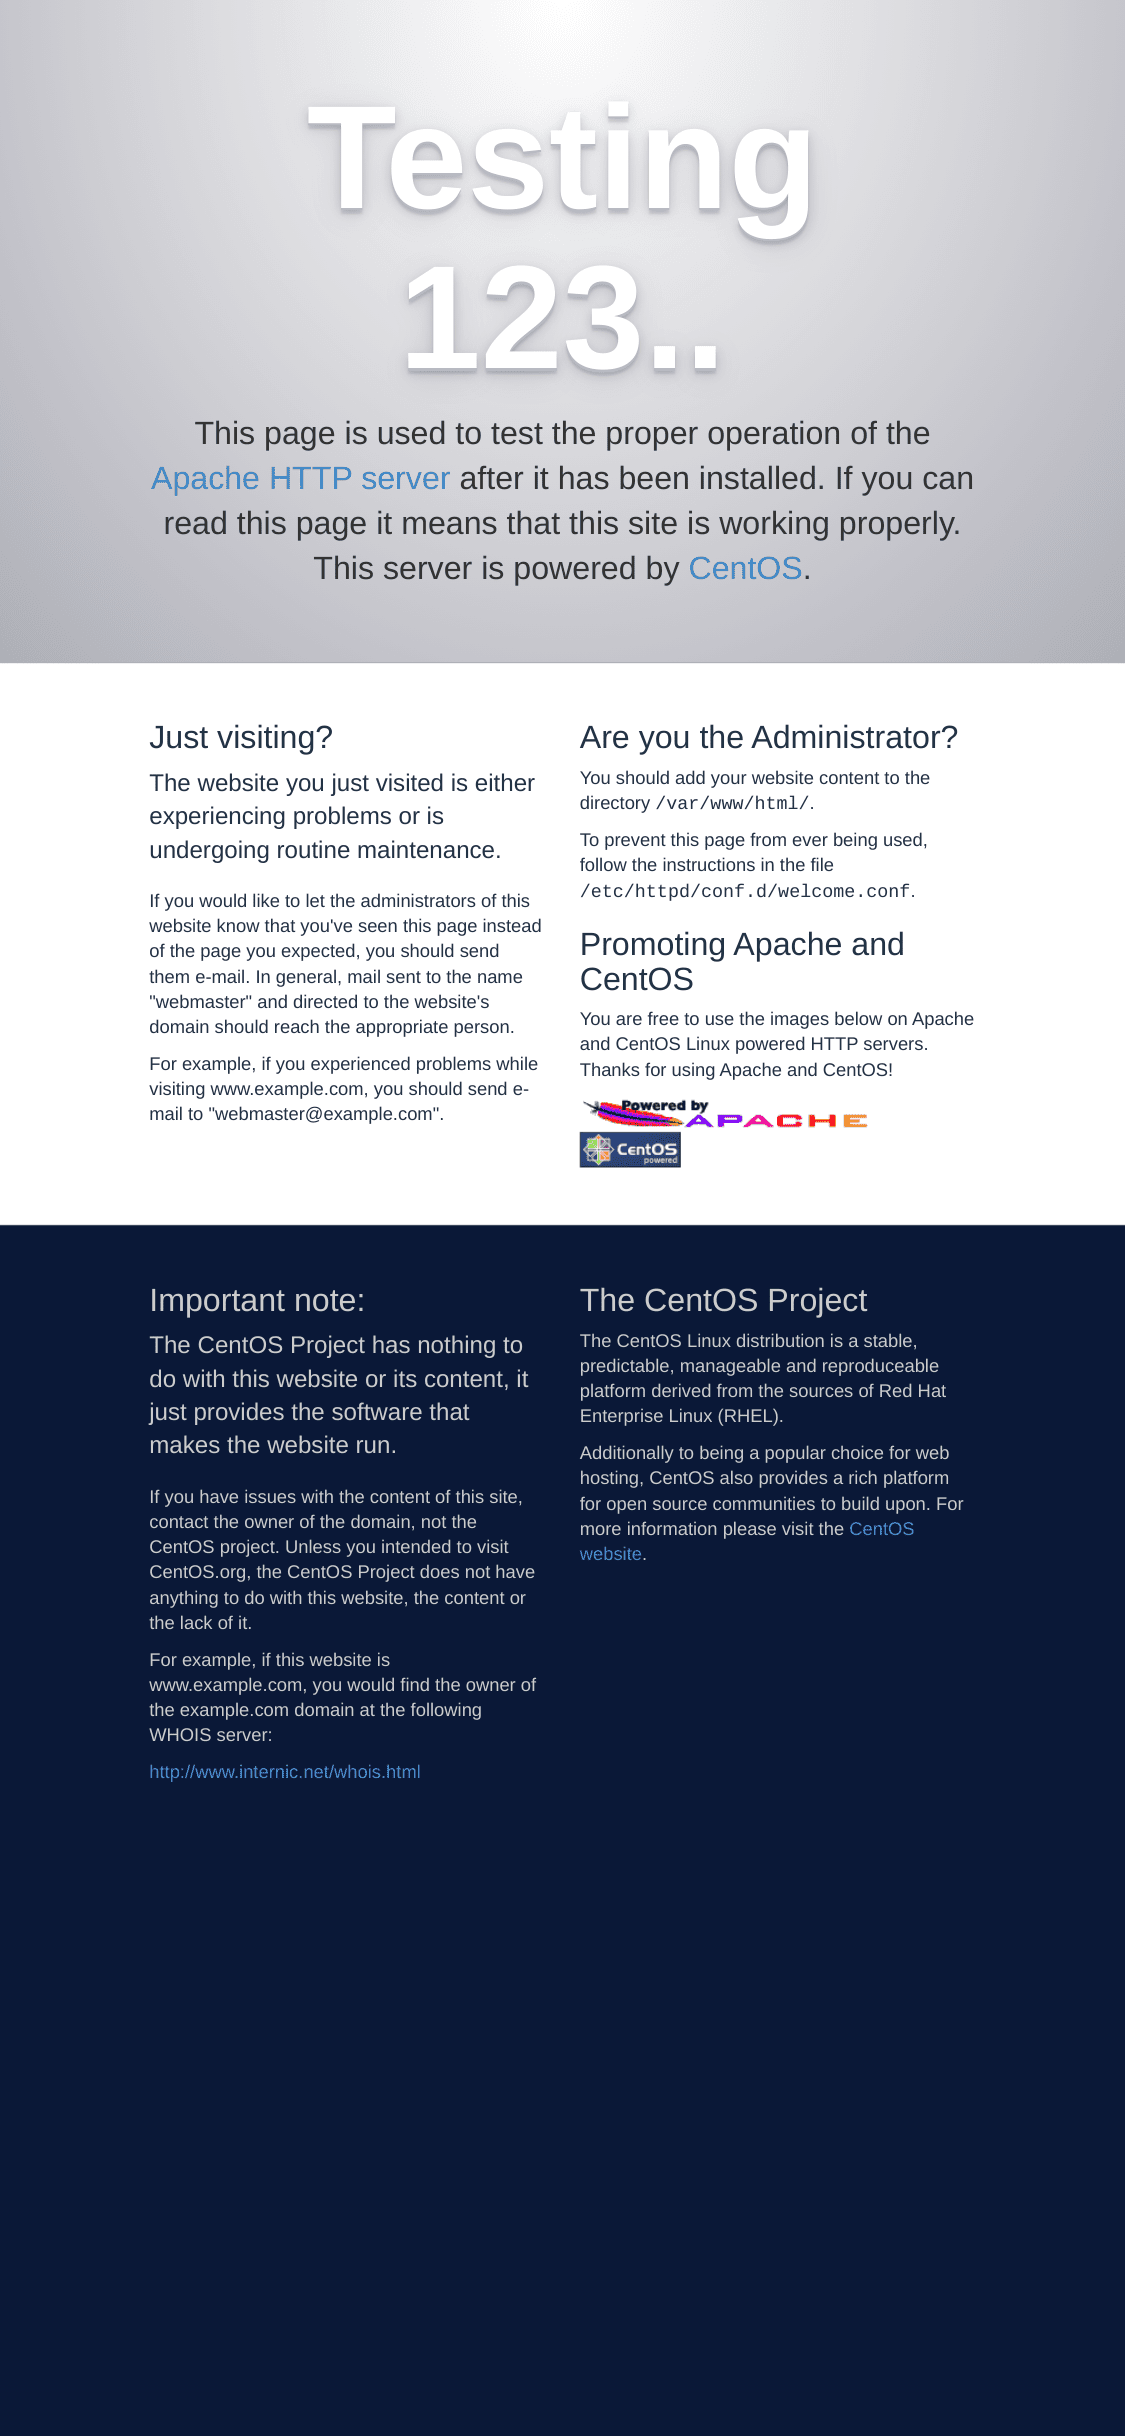 Testing
123..
This page is used to test the proper operation of the
Apache HTTP server after it has been installed. If you can
read this page it means that this site is working properly.
This server is powered by CentOS.
Just visiting?
The website you just visited is either
experiencing problems or is
undergoing routine maintenance.
If you would like to let the administrators of this
website know that you've seen this page instead
of the page you expected, you should send
them e-mail. In general, mail sent to the name
"webmaster" and directed to the website's
domain should reach the appropriate person.
For example, if you experienced problems while
visiting www.example.com, you should send e-
mail to "webmaster@example.com".
Are you the Administrator?
You should add your website content to the
directory /var/www/html/.
To prevent this page from ever being used,
follow the instructions in the file
/etc/httpd/conf.d/welcome.conf.
Promoting Apache and
CentOS
You are free to use the images below on Apache
and CentOS Linux powered HTTP servers.
Thanks for using Apache and CentOS!
Powered by
APACHE
CentOS
powered
Important note:
The CentOS Project has nothing to
do with this website or its content, it
just provides the software that
makes the website run.
If you have issues with the content of this site,
contact the owner of the domain, not the
CentOS project. Unless you intended to visit
CentOS.org, the CentOS Project does not have
anything to do with this website, the content or
the lack of it.
For example, if this website is
www.example.com, you would find the owner of
the example.com domain at the following
WHOIS server:
http://www.internic.net/whois.html
The CentOS Project
The CentOS Linux distribution is a stable,
predictable, manageable and reproduceable
platform derived from the sources of Red Hat
Enterprise Linux (RHEL).
Additionally to being a popular choice for web
hosting, CentOS also provides a rich platform
for open source communities to build upon. For
more information please visit the CentOS
website.